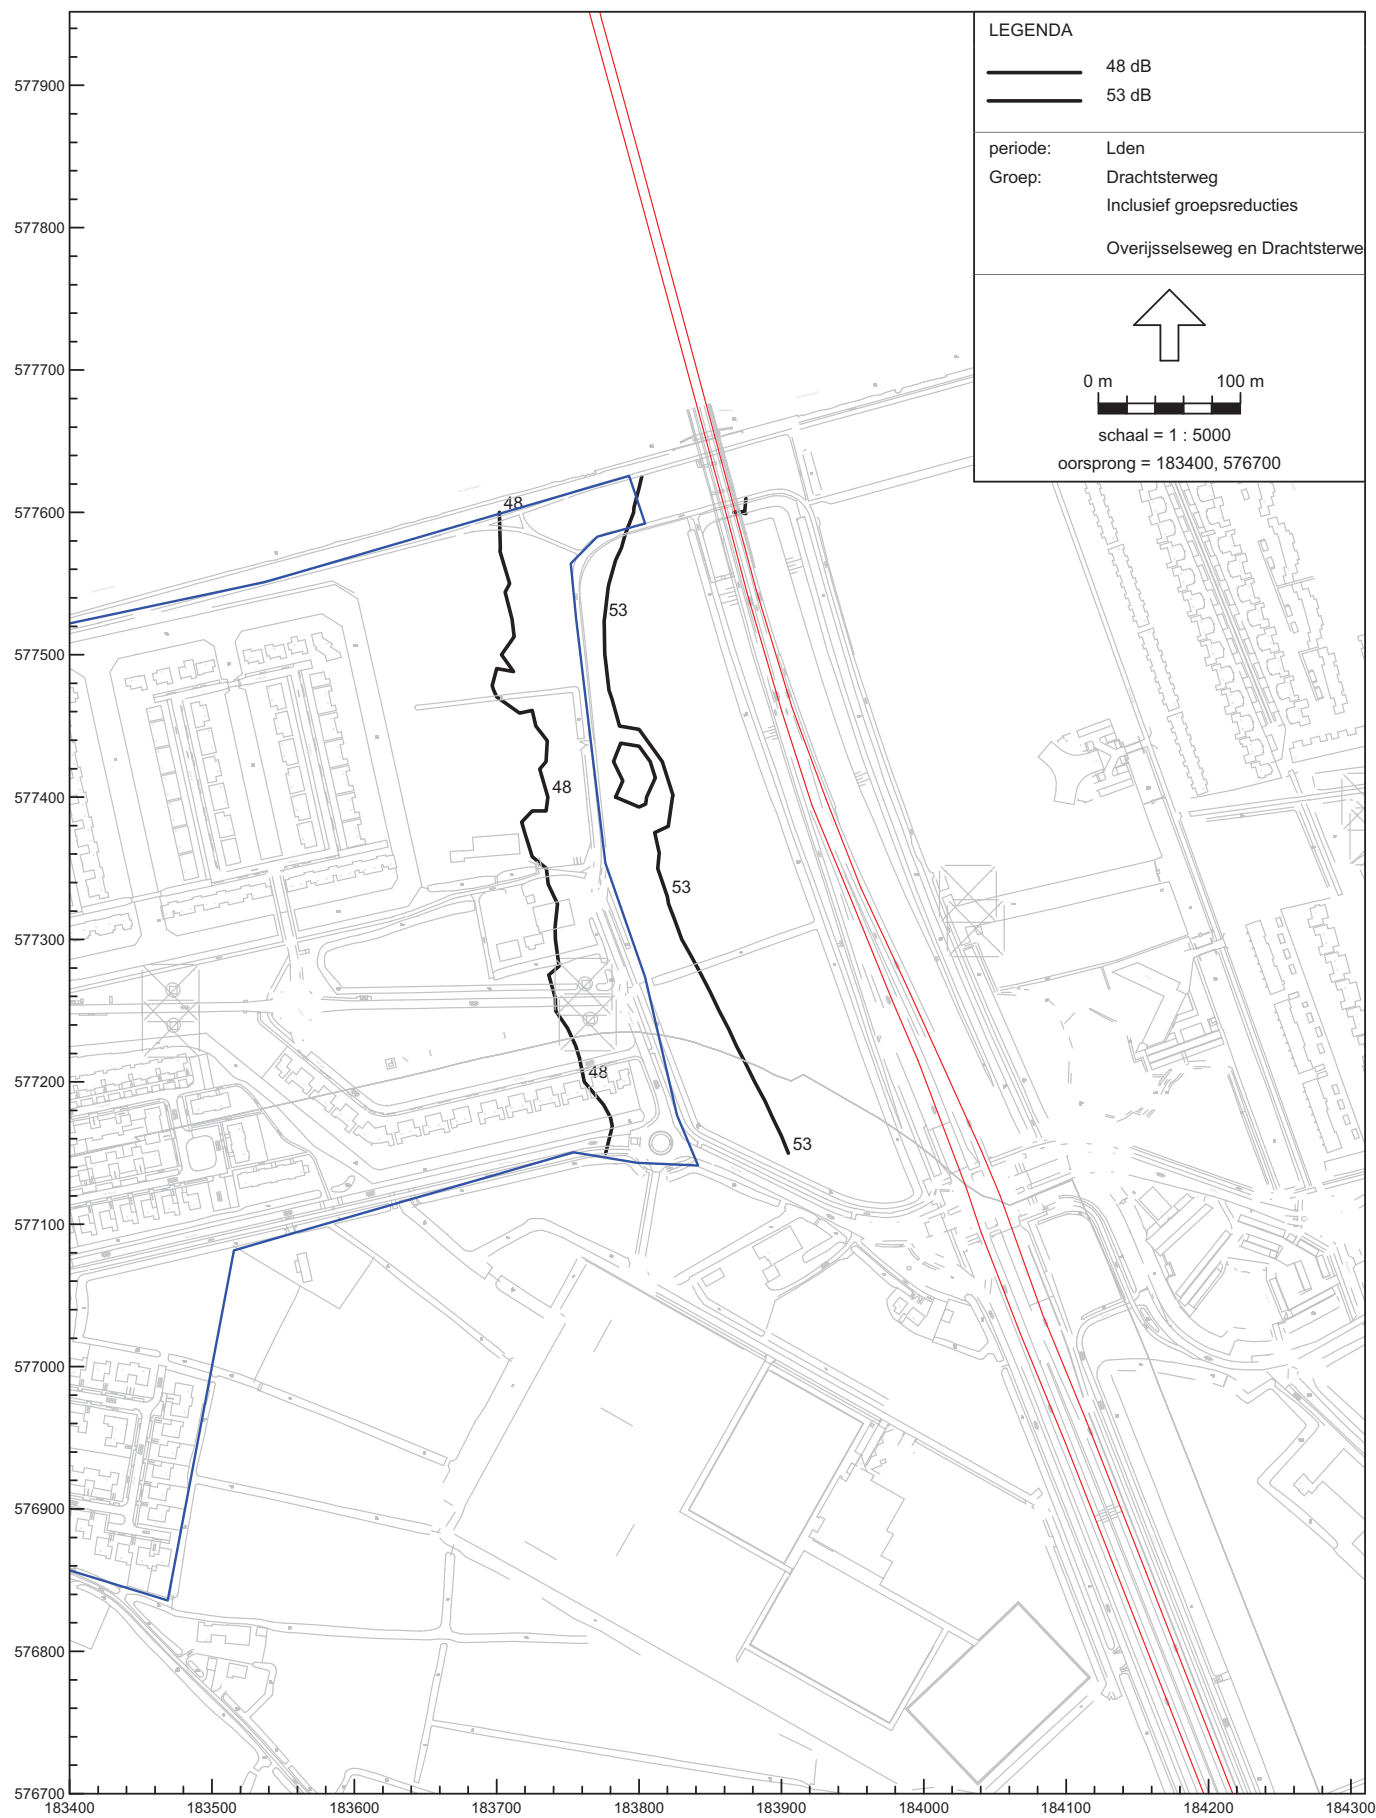 LEGENDA
48 dB
53 dB
periode: Lden
Groep: Drachtsterweg
Inclusief groepsreducties
Overijsselseweg en Drachtsterwe
0 m 100 m
schaal = 1 : 5000
oorsprong = 183400, 576700
577900
577800
577700
577600
577500
577400
577300
577200
577100
577000
576900
576800
576700
48
53
48
53
48
53
183400 183500 183600 183700 183800 183900 184000 184100 184200 184300